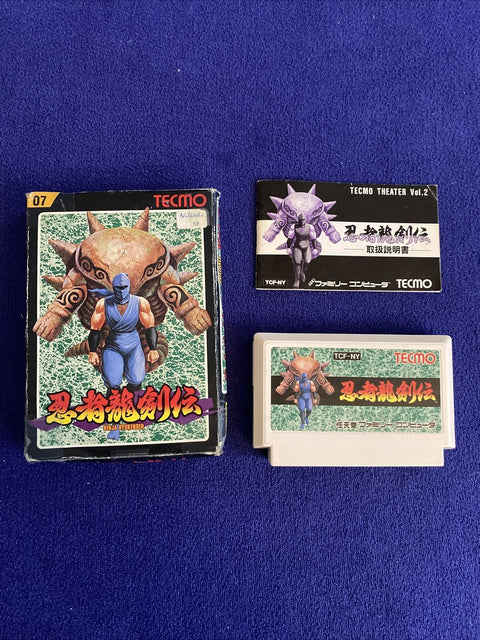 07
TECMO
Nintendo
忍者龍剣伝
NINJA RYUKENDEN
TECMO THEATER Vol.2
忍者龍剣伝
取扱説明書
TCF-NY
ファミリーコンピュータ
TECMO
TCF-NY
TECMO
忍者龍剣伝
任天堂 ファミリーコンピュータ